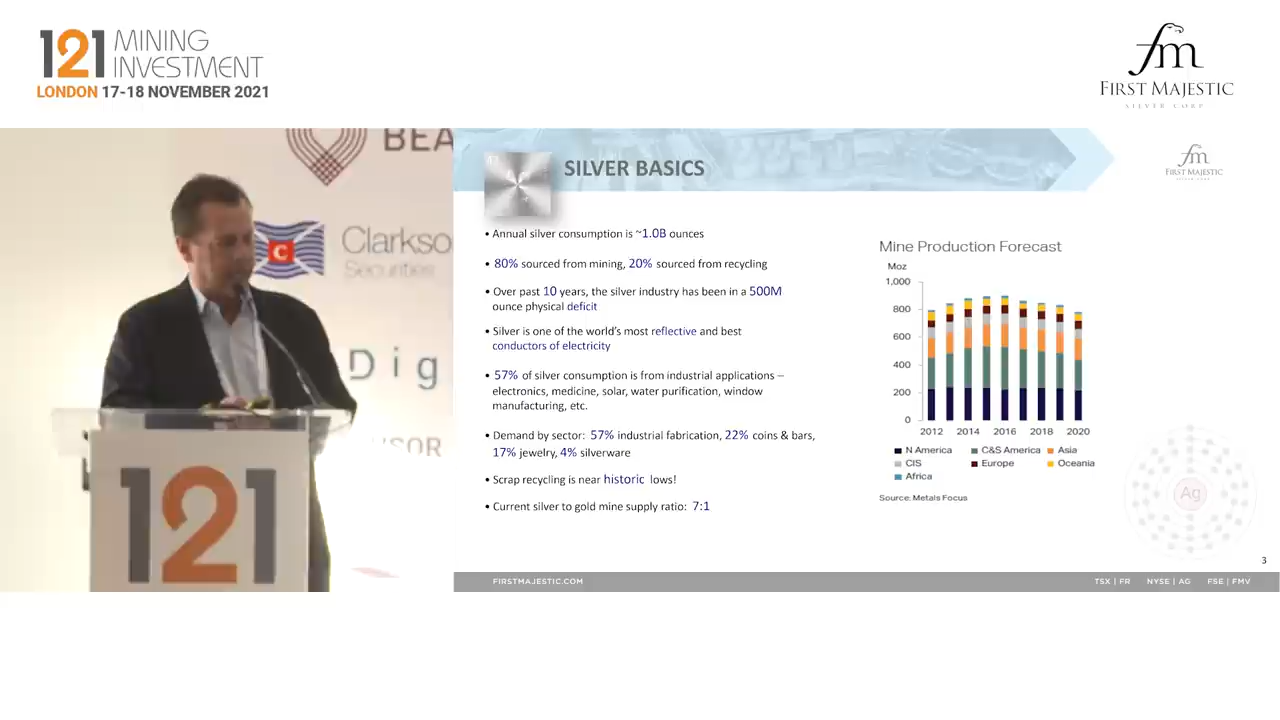 121 MINING
INVESTMENT
LONDON 17-18 NOVEMBER 2021
fm
FIRST MAJESTIC
SILVER CORP
BEA
Clarkso
Securities
Dig
SOR
121
SILVER BASICS
fm
FIRST MAJESTIC
SILVER CORP
• Annual silver consumption is ~1.0B ounces
• 80% sourced from mining, 20% sourced from recycling
• Over past 10 years, the silver industry has been in a 500M
ounce physical deficit
• Silver is one of the world's most reflective and best
conductors of electricity
• 57% of silver consumption is from industrial applications –
electronics, medicine, solar, water purification, window
manufacturing, etc.
• Demand by sector: 57% industrial fabrication, 22% coins & bars,
17% jewelry, 4% silverware
• Scrap recycling is near historic lows!
• Current silver to gold mine supply ratio: 7:1
Mine Production Forecast
Moz
1,000
800
600
400
200
0
2012 2014 2016 2018 2020
N America C&S America Asia
CIS Europe Oceania
Africa
Source: Metals Focus
Ag
3
FIRSTMAJESTIC.COM
TSX | FR NYSE | AG FSE | FMV